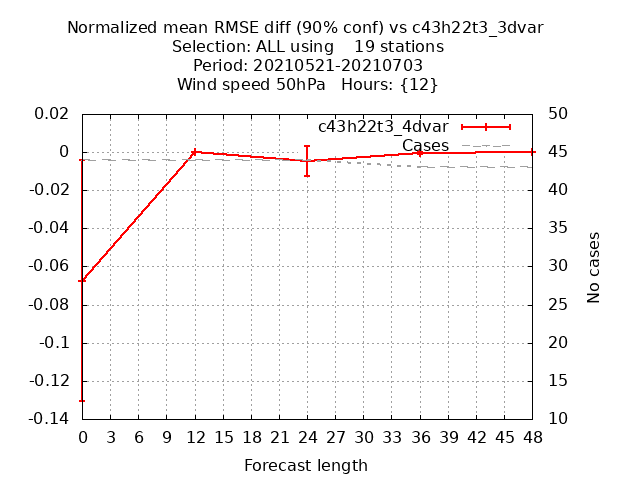 Normalized mean RMSE diff (90% conf) vs c43h22t3_3dvar
Selection: ALL using    19 stations
Period: 20210521-20210703
Wind speed 50hPa   Hours: {12}
c43h22t3_4dvar
Cases
0.02
0
-0.02
-0.04
-0.06
-0.08
-0.1
-0.12
-0.14
50
45
40
35
30
25
20
15
10
No cases
0 3 6 9 12 15 18 21 24 27 30 33 36 39 42 45 48
Forecast length